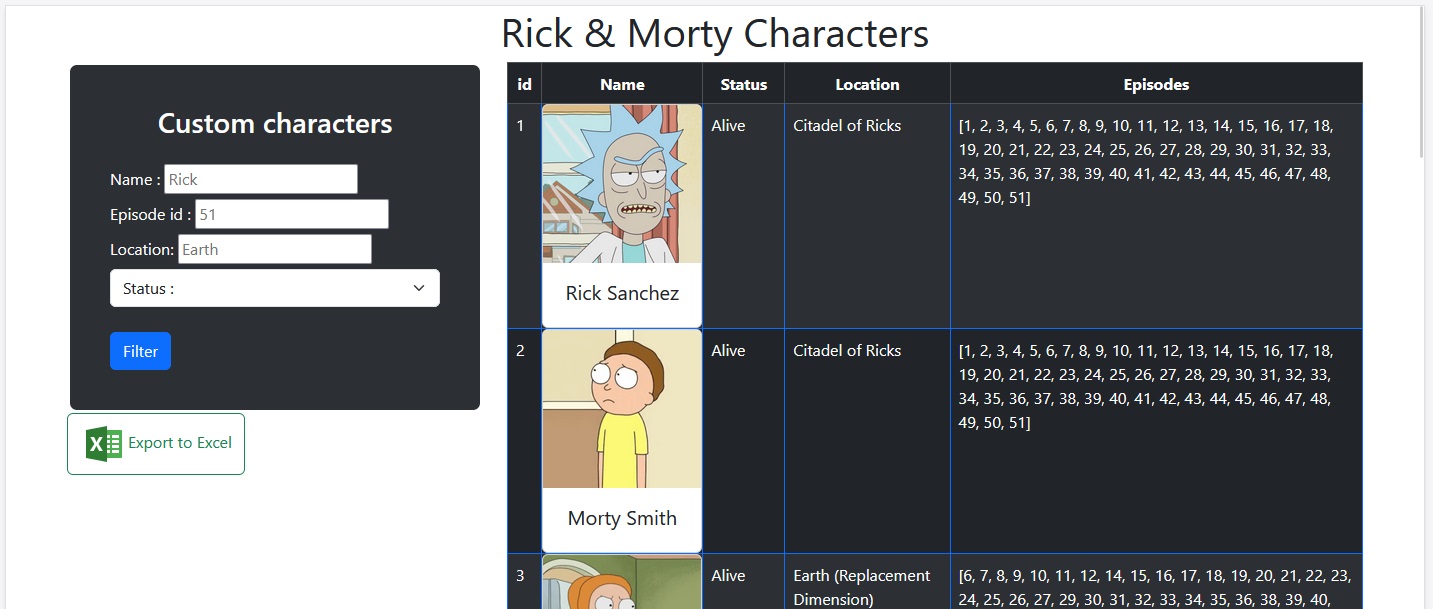 Rick & Morty Characters
Custom characters
Name : Rick
Episode id : 51
Location: Earth
Status :
Filter
X Export to Excel
id Name Status Location Episodes
1 Alive Citadel of Ricks [1, 2, 3, 4, 5, 6, 7, 8, 9, 10, 11, 12, 13, 14, 15, 16, 17, 18,
19, 20, 21, 22, 23, 24, 25, 26, 27, 28, 29, 30, 31, 32, 33,
34, 35, 36, 37, 38, 39, 40, 41, 42, 43, 44, 45, 46, 47, 48,
49, 50, 51]
Rick Sanchez
2 Alive Citadel of Ricks [1, 2, 3, 4, 5, 6, 7, 8, 9, 10, 11, 12, 13, 14, 15, 16, 17, 18,
19, 20, 21, 22, 23, 24, 25, 26, 27, 28, 29, 30, 31, 32, 33,
34, 35, 36, 37, 38, 39, 40, 41, 42, 43, 44, 45, 46, 47, 48,
49, 50, 51]
Morty Smith
3 Alive Earth (Replacement [6, 7, 8, 9, 10, 11, 12, 14, 15, 16, 17, 18, 19, 20, 21, 22, 23,
Dimension) 24, 25, 26, 27, 29, 30, 31, 32, 33, 34, 35, 36, 38, 39, 40,